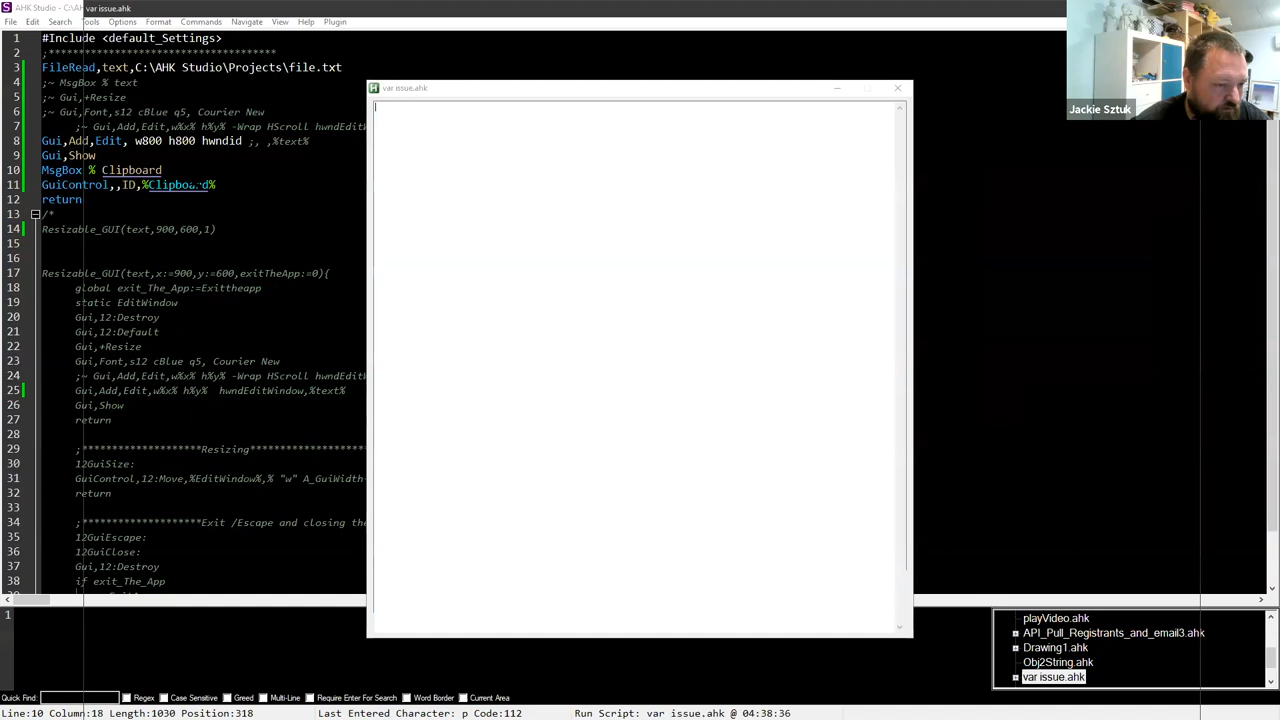 AHK Studio - C:\AH
var issue.ahk
File Edit Search Tools Options Format Commands Navigate View Help Plugin
1 #Include <default_Settings>
2 ;************************************
3 FileRead,text,C:\AHK Studio\Projects\file.txt
4 ;~ MsgBox % text
5 ;~ Gui,+Resize
6 ;~ Gui,Font,s12 cBlue q5, Courier New
7 ;~ Gui,Add,Edit,w%x% h%y% -Wrap HScroll hwndEditW
8 Gui,Add,Edit, w800 h800 hwndid ;, ,%text%
9 Gui,Show
10 MsgBox % Clipboard
11 GuiControl,,ID,%Clipboard%
12 return
13 /*
14 Resizable_GUI(text,900,600,1)
15
16
17 Resizable_GUI(text,x:=900,y:=600,exitTheApp:=0){
18 global exit_The_App:=Exittheapp
19 static EditWindow
20 Gui,12:Destroy
21 Gui,12:Default
22 Gui,+Resize
23 Gui,Font,s12 cBlue q5, Courier New
24 ;~ Gui,Add,Edit,w%x% h%y% -Wrap HScroll hwndEditW
25 Gui,Add,Edit,w%x% h%y%  hwndEditWindow,%text%
26 Gui,Show
27 return
28
29 ;********************Resizing********************
30 12GuiSize:
31 GuiControl,12:Move,%EditWindow%,% "w" A_GuiWidth-
32 return
33
34 ;********************Exit /Escape and closing the
35 12GuiEscape:
36 12GuiClose:
37 Gui,12:Destroy
38 if exit_The_App
var issue.ahk
Jackie Sztuk
1
playVideo.ahk
API_Pull_Registrants_and_email3.ahk
Drawing1.ahk
Obj2String.ahk
var issue.ahk
Quick Find: Regex Case Sensitive Greed Multi-Line Require Enter For Search Word Border Current Area
Line:10 Column:18 Length:1030 Position:318 Last Entered Character: p Code:112 Run Script: var issue.ahk @ 04:38:36